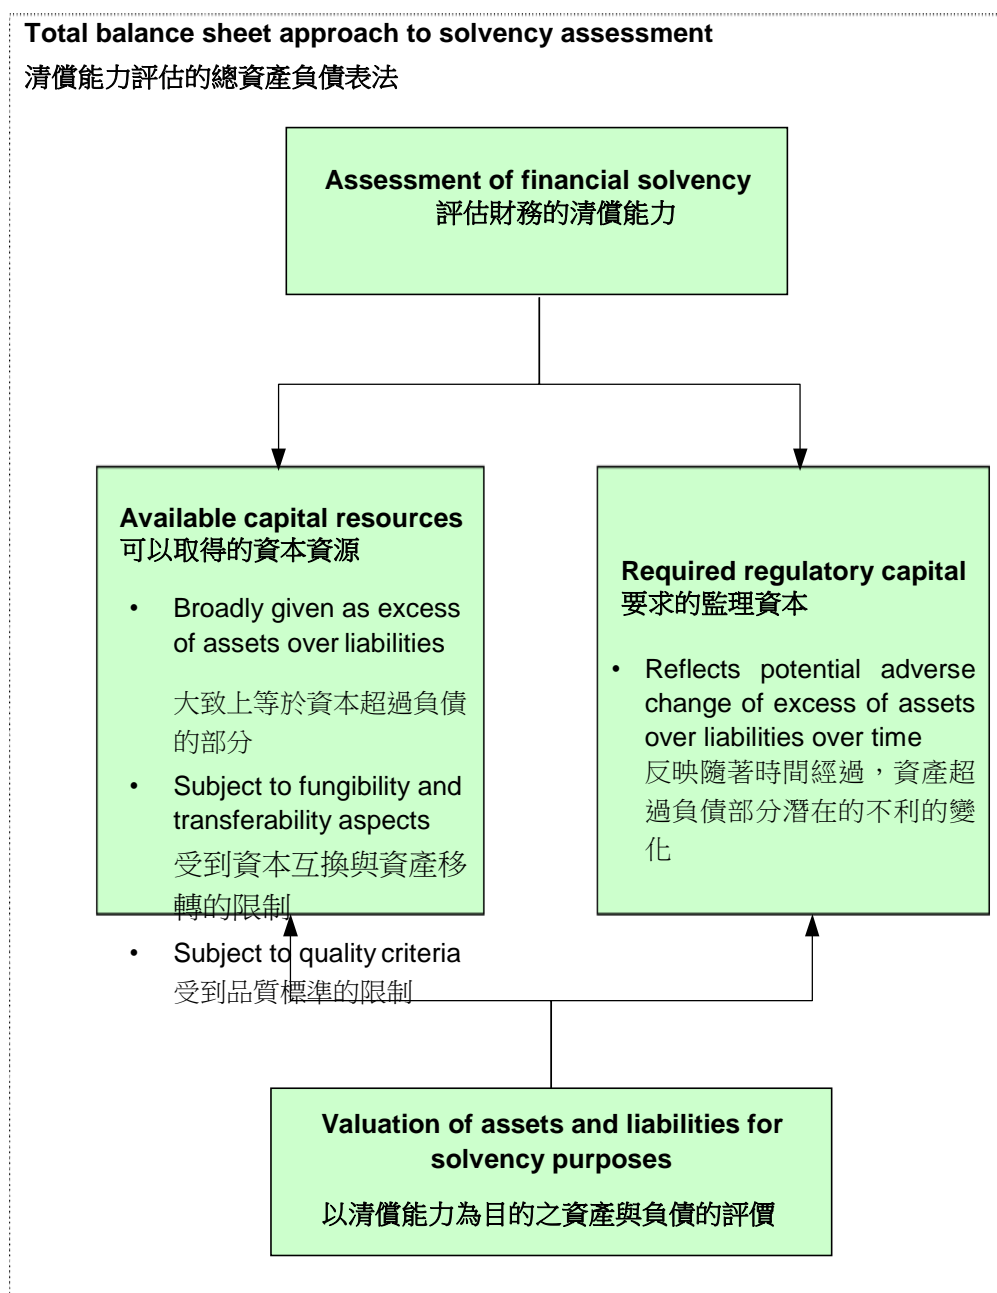 Total balance sheet approach to solvency assessment
清償能力評估的總資產負債表法
Assessment of financial solvency
評估財務的清償能力
Available capital resources
可以取得的資本資源
• Broadly given as excess
of assets over liabilities
大致上等於資本超過負債
的部分
• Subject to fungibility and
transferability aspects
受到資本互換與資產移
轉的限制
• Subject to quality criteria
受到品質標準的限制
Required regulatory capital
要求的監理資本
• Reflects potential adverse
change of excess of assets
over liabilities over time
反映隨著時間經過，資產超
過負債部分潛在的不利的變
化
Valuation of assets and liabilities for
solvency purposes
以清償能力為目的之資產與負債的評價